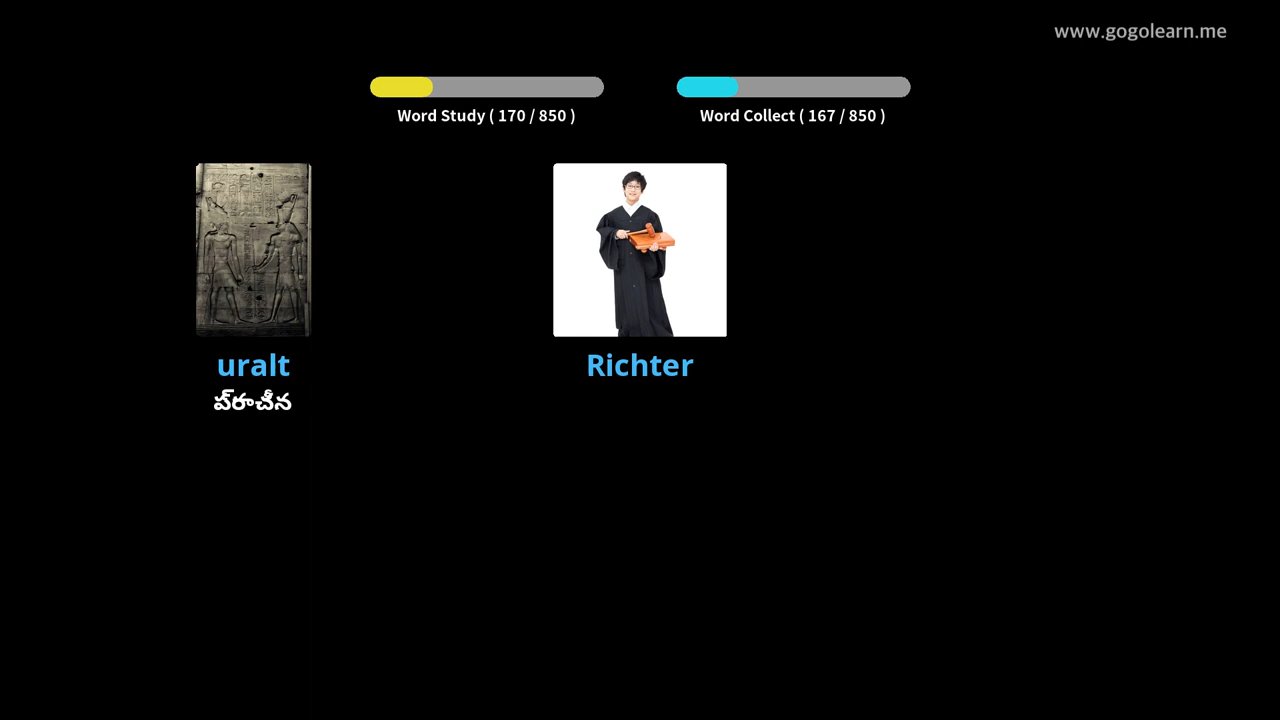 www.gogolearn.me
Word Study ( 170 / 850 )
Word Collect ( 167 / 850 )
uralt
Richter
ప్రాచీన